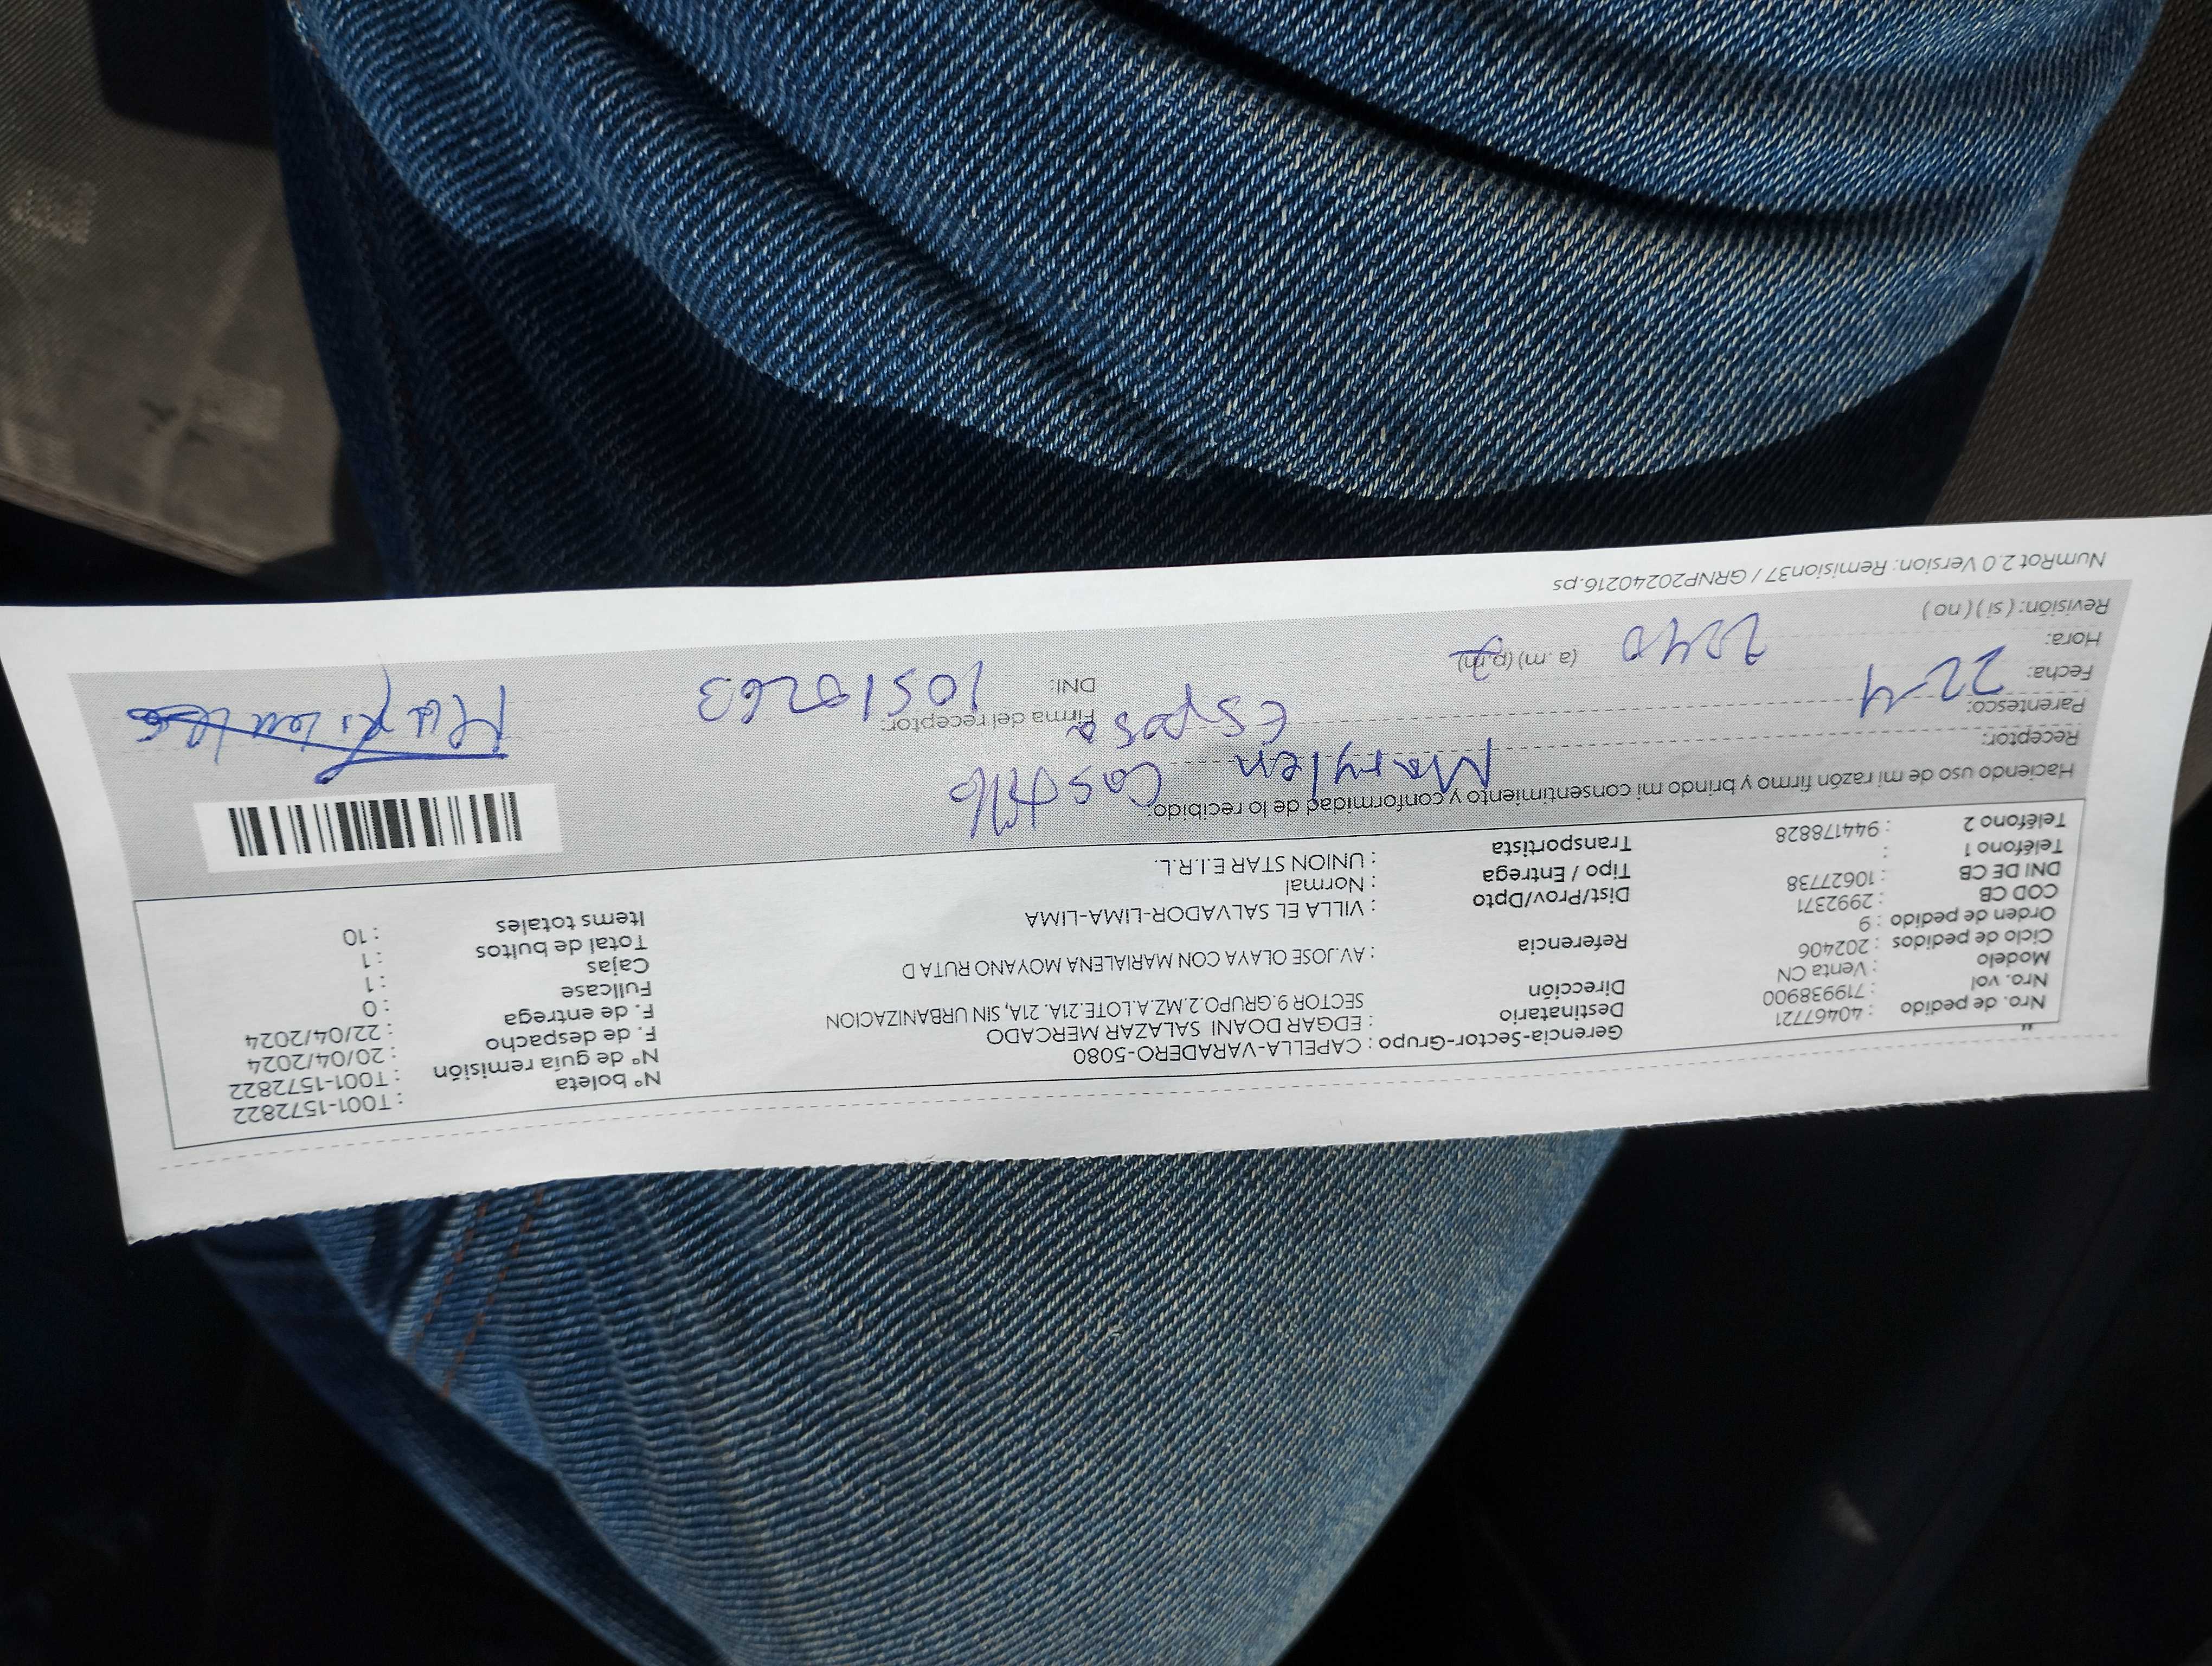 Nro. de pedido : 40467721
Nro. vol : 719938900
Modelo : Venta CN
Ciclo de pedidos : 202406
Orden de pedido : 9
COD CB : 2992371
DNI DE CB : 10627738
Teléfono 1 :
Teléfono 2 : 944178828
Gerencia-Sector-Grupo : CAPELLA-VARADERO-5080
Destinatario : EDGAR DOANI SALAZAR MERCADO
Dirección SECTOR.9.GRUPO.2.MZ.A.LOTE.21A. 21A, SIN URBANIZACION
Referencia : AV.JOSE OLAYA CON MARIALENA MOYANO RUTA D
Dist/Prov/Dpto : VILLA EL SALVADOR-LIMA-LIMA
Tipo / Entrega : Normal
Transportista : UNION STAR E.I.R.L.
N° boleta : T001-1572822
N° de guía remisión : T001-1572822
F. de despacho : 20/04/2024
F. de entrega : 22/04/2024
Fullcase : 0
Cajas : 1
Total de bultos : 1
Items totales : 10
Haciendo uso de mi razón firmo y brindo mi consentimiento y conformidad de lo recibido:
Receptor: Marylen Castillo
Parentesco: Esposa
Firma del receptor:
Fecha: 22-4
DNI: 10510263
Hora: 2:40 (a.m) (p.m)
Revisión: ( si ) ( no )
NumRot 2.0 Version: Remision37 / GRNP20240216.ps